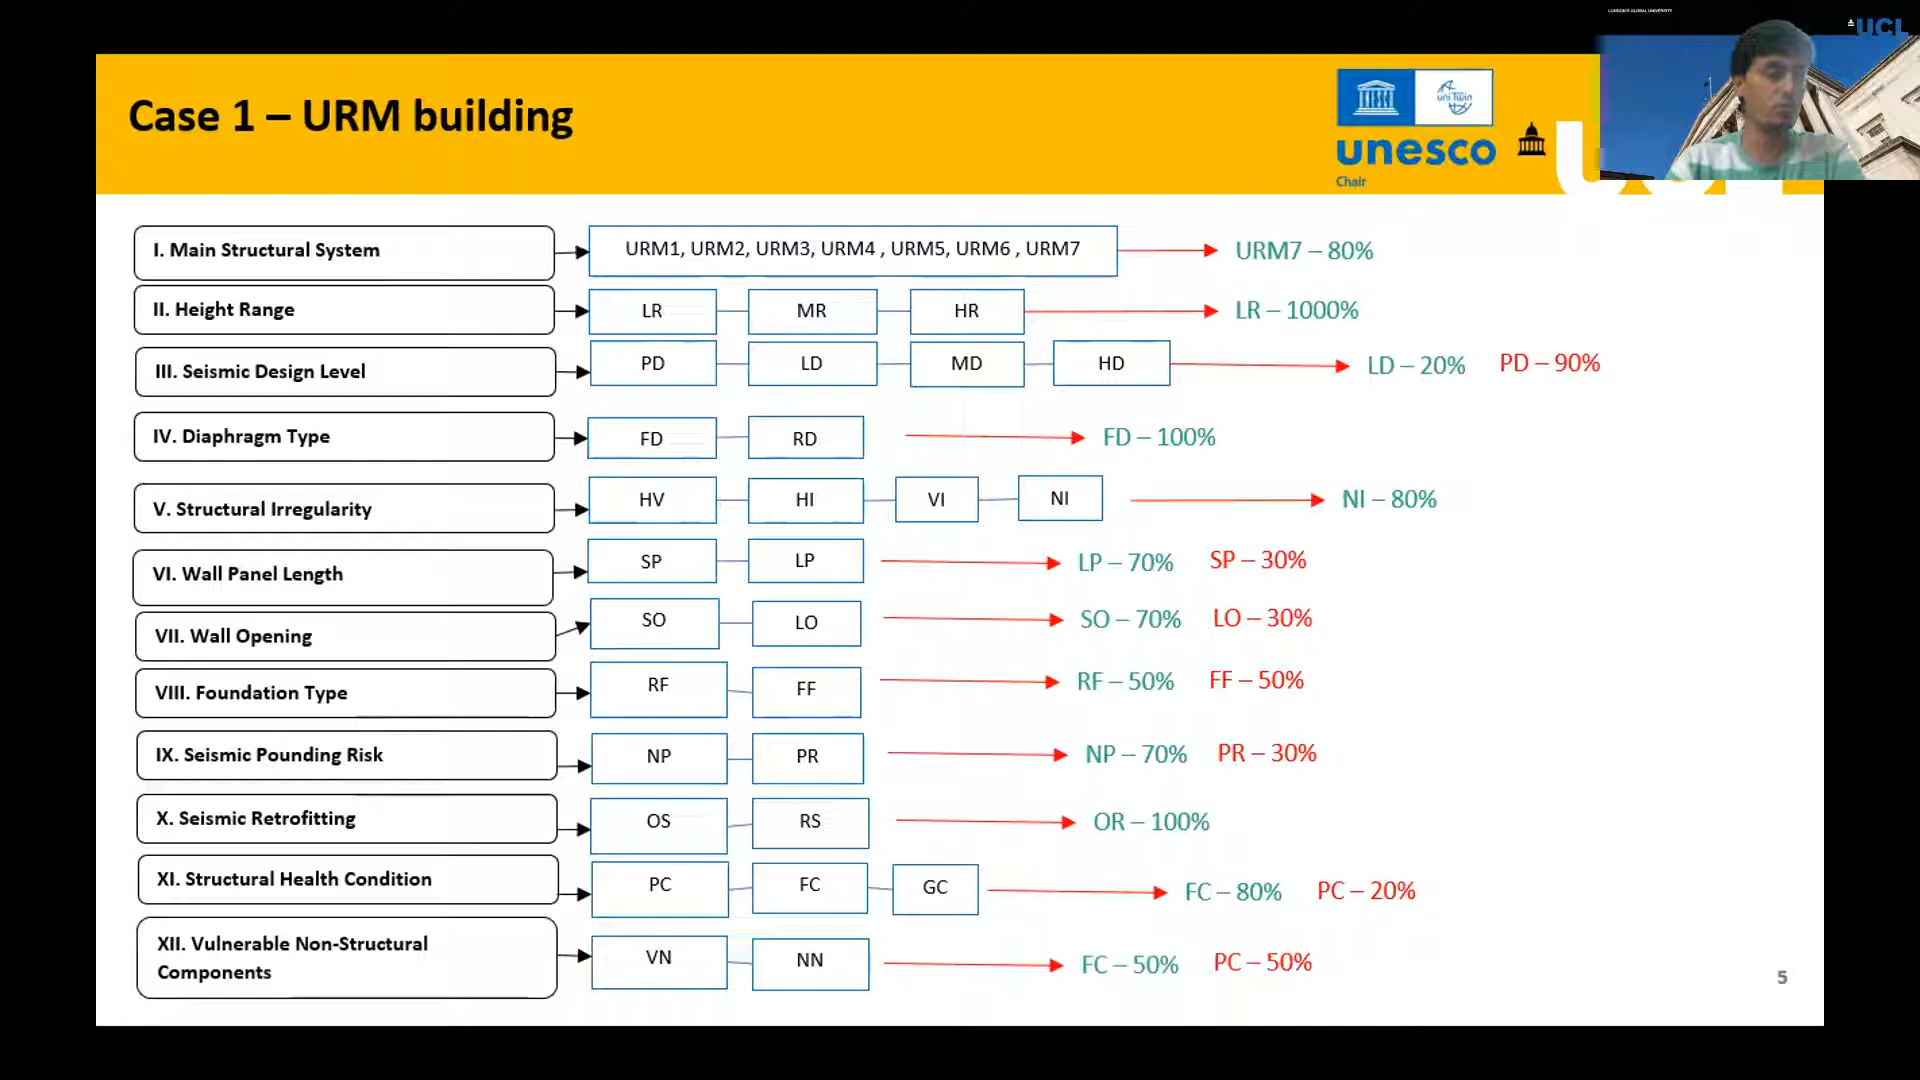 LONDON'S GLOBAL UNIVERSITY
UCL
Case 1 – URM building
uni Twin
unesco
Chair
I. Main Structural System
URM1, URM2, URM3, URM4 , URM5, URM6 , URM7
URM7 – 80%
II. Height Range
LR
MR
HR
LR – 1000%
III. Seismic Design Level
PD
LD
MD
HD
LD – 20%
PD – 90%
IV. Diaphragm Type
FD
RD
FD – 100%
V. Structural Irregularity
HV
HI
VI
NI
NI – 80%
VI. Wall Panel Length
SP
LP
LP – 70%
SP – 30%
VII. Wall Opening
SO
LO
SO – 70%
LO – 30%
VIII. Foundation Type
RF
FF
RF – 50%
FF – 50%
IX. Seismic Pounding Risk
NP
PR
NP – 70%
PR – 30%
X. Seismic Retrofitting
OS
RS
OR – 100%
XI. Structural Health Condition
PC
FC
GC
FC – 80%
PC – 20%
XII. Vulnerable Non-Structural
Components
VN
NN
FC – 50%
PC – 50%
5